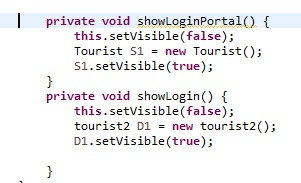 private void showLoginPortal() {
this.setVisible(false);
Tourist S1 = new Tourist();
S1.setVisible(true);
}
private void showLogin() {
this.setVisible(false);
tourist2 D1 = new tourist2();
D1.setVisible(true);
}